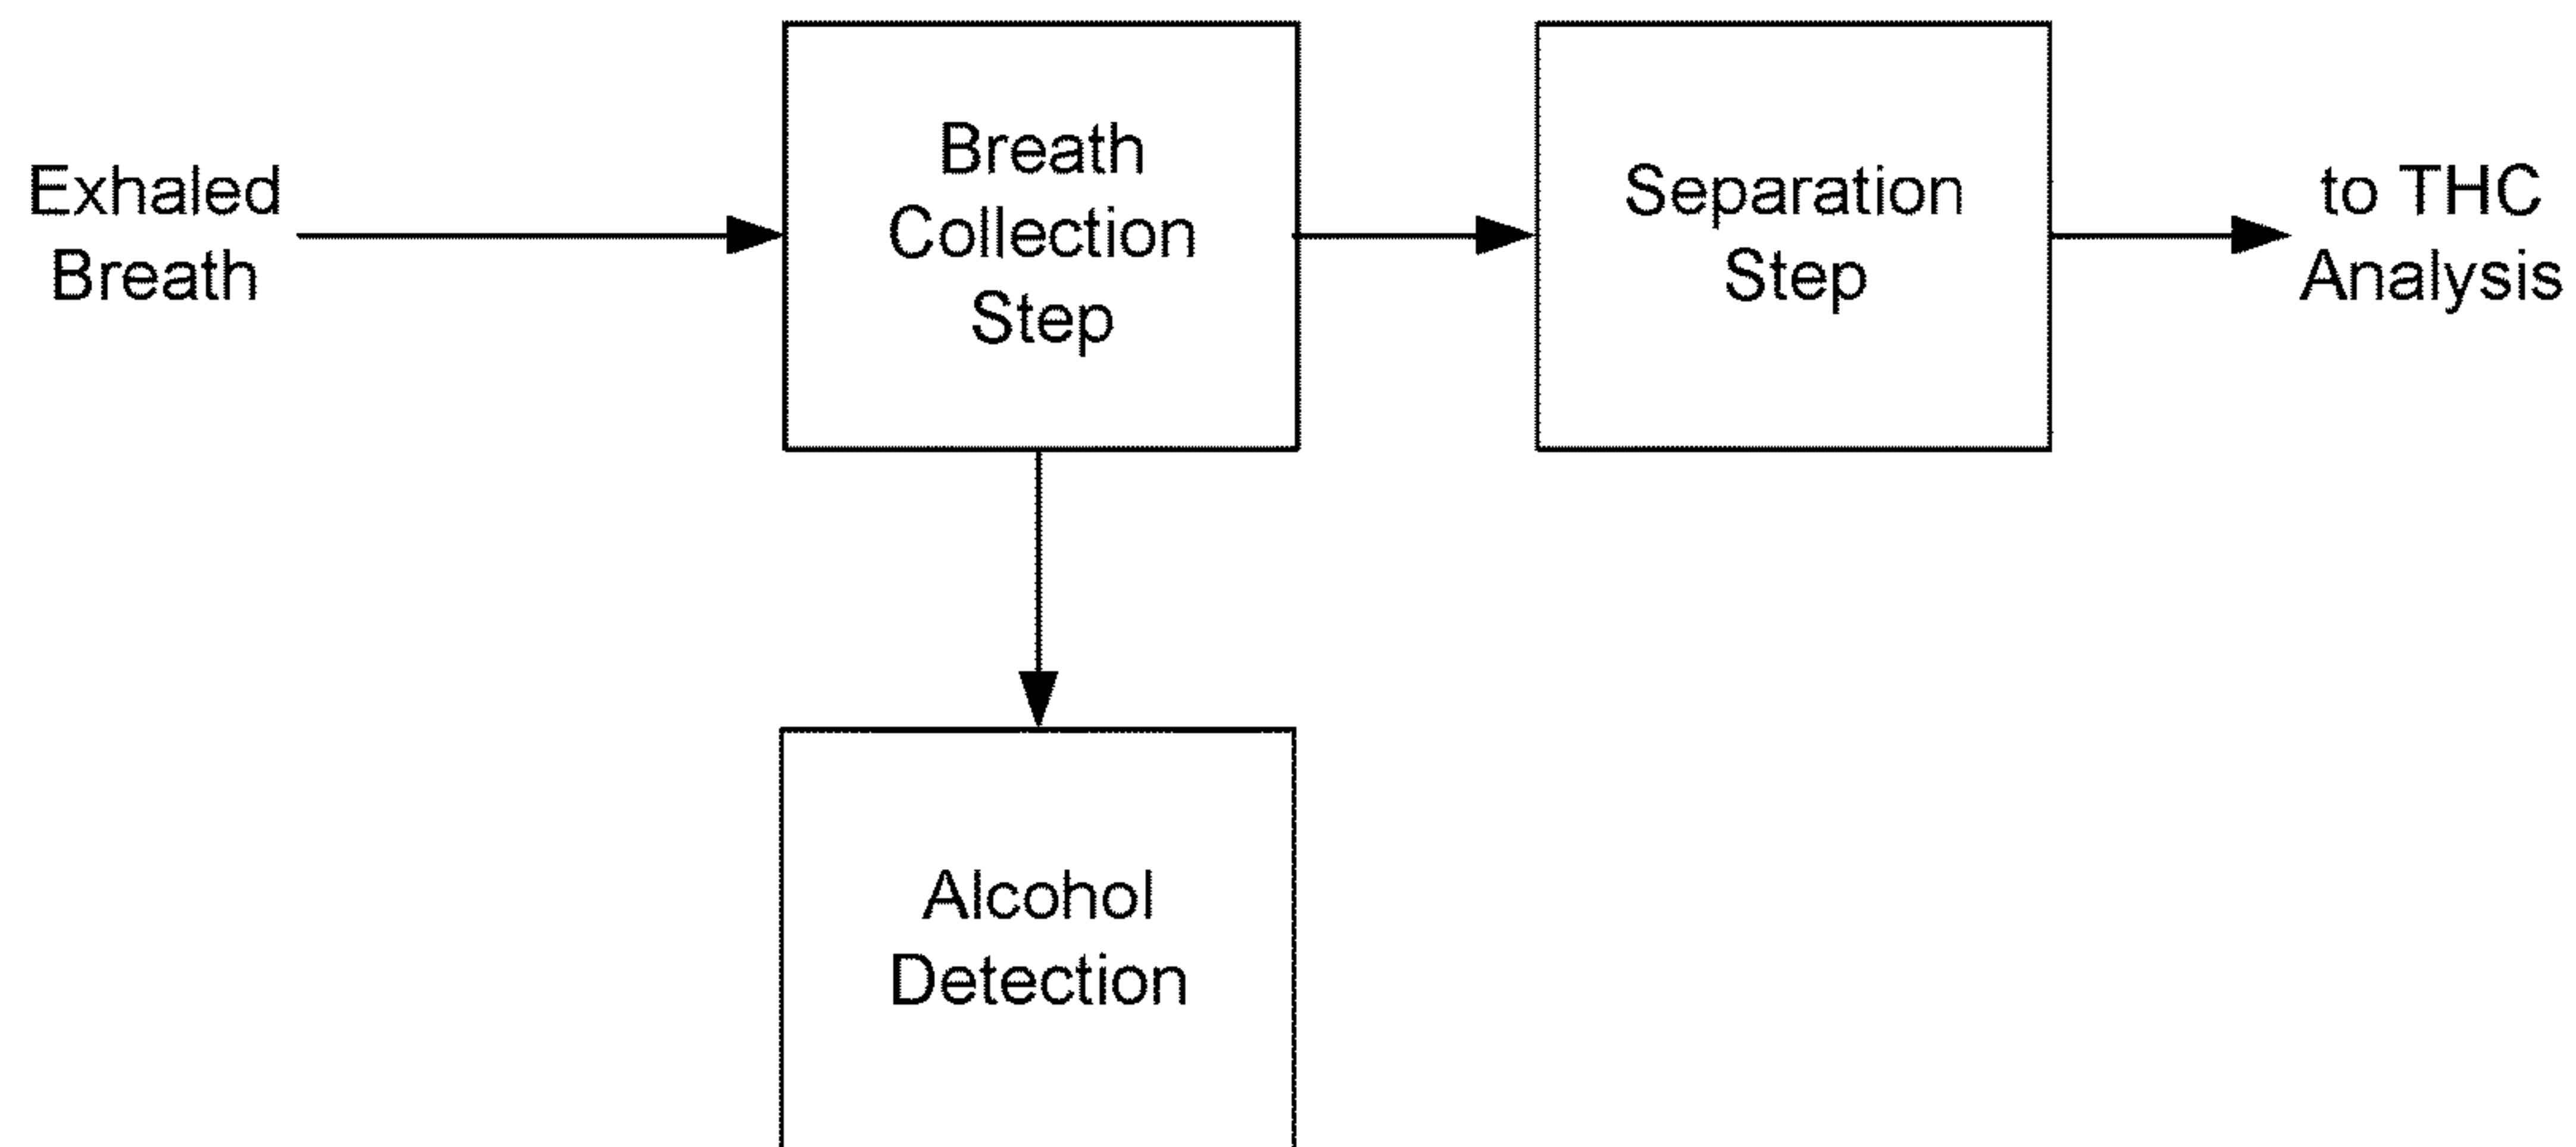 Exhaled
Breath
Breath
Collection
Step
Separation
Step
to THC
Analysis
Alcohol
Detection